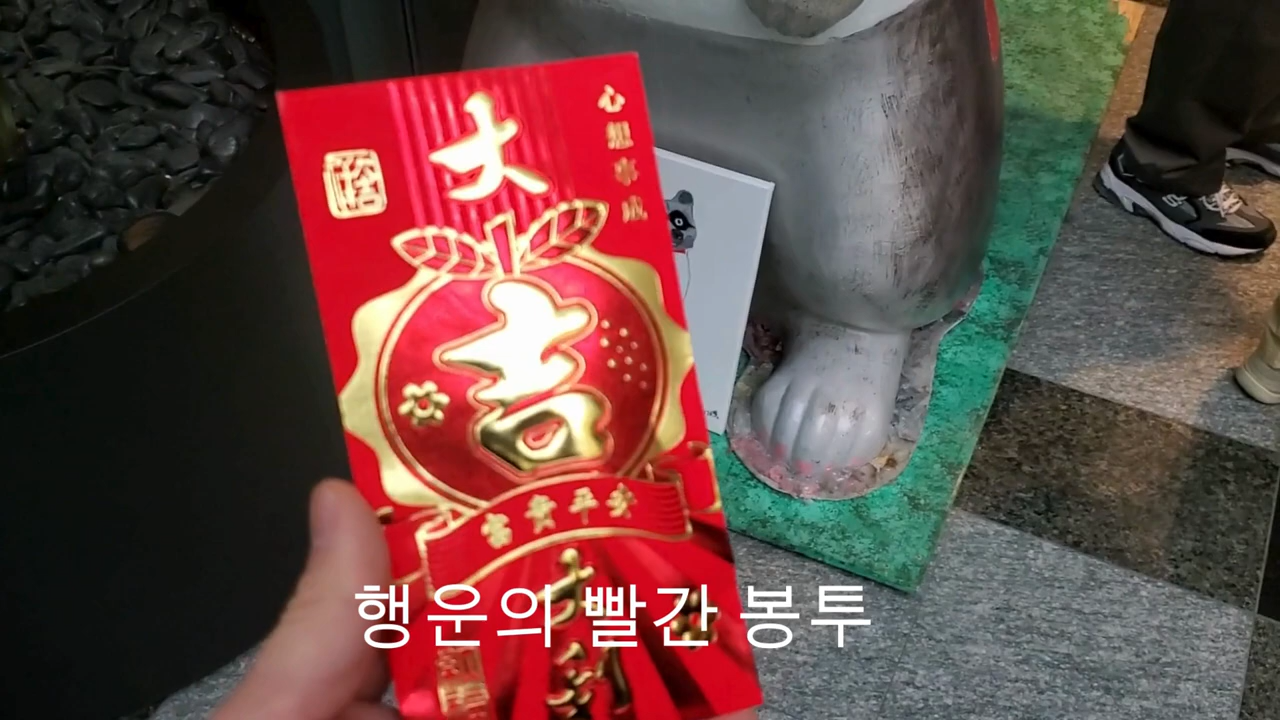 大
吉
心想事成
富貴平安
행운의 빨간 봉투